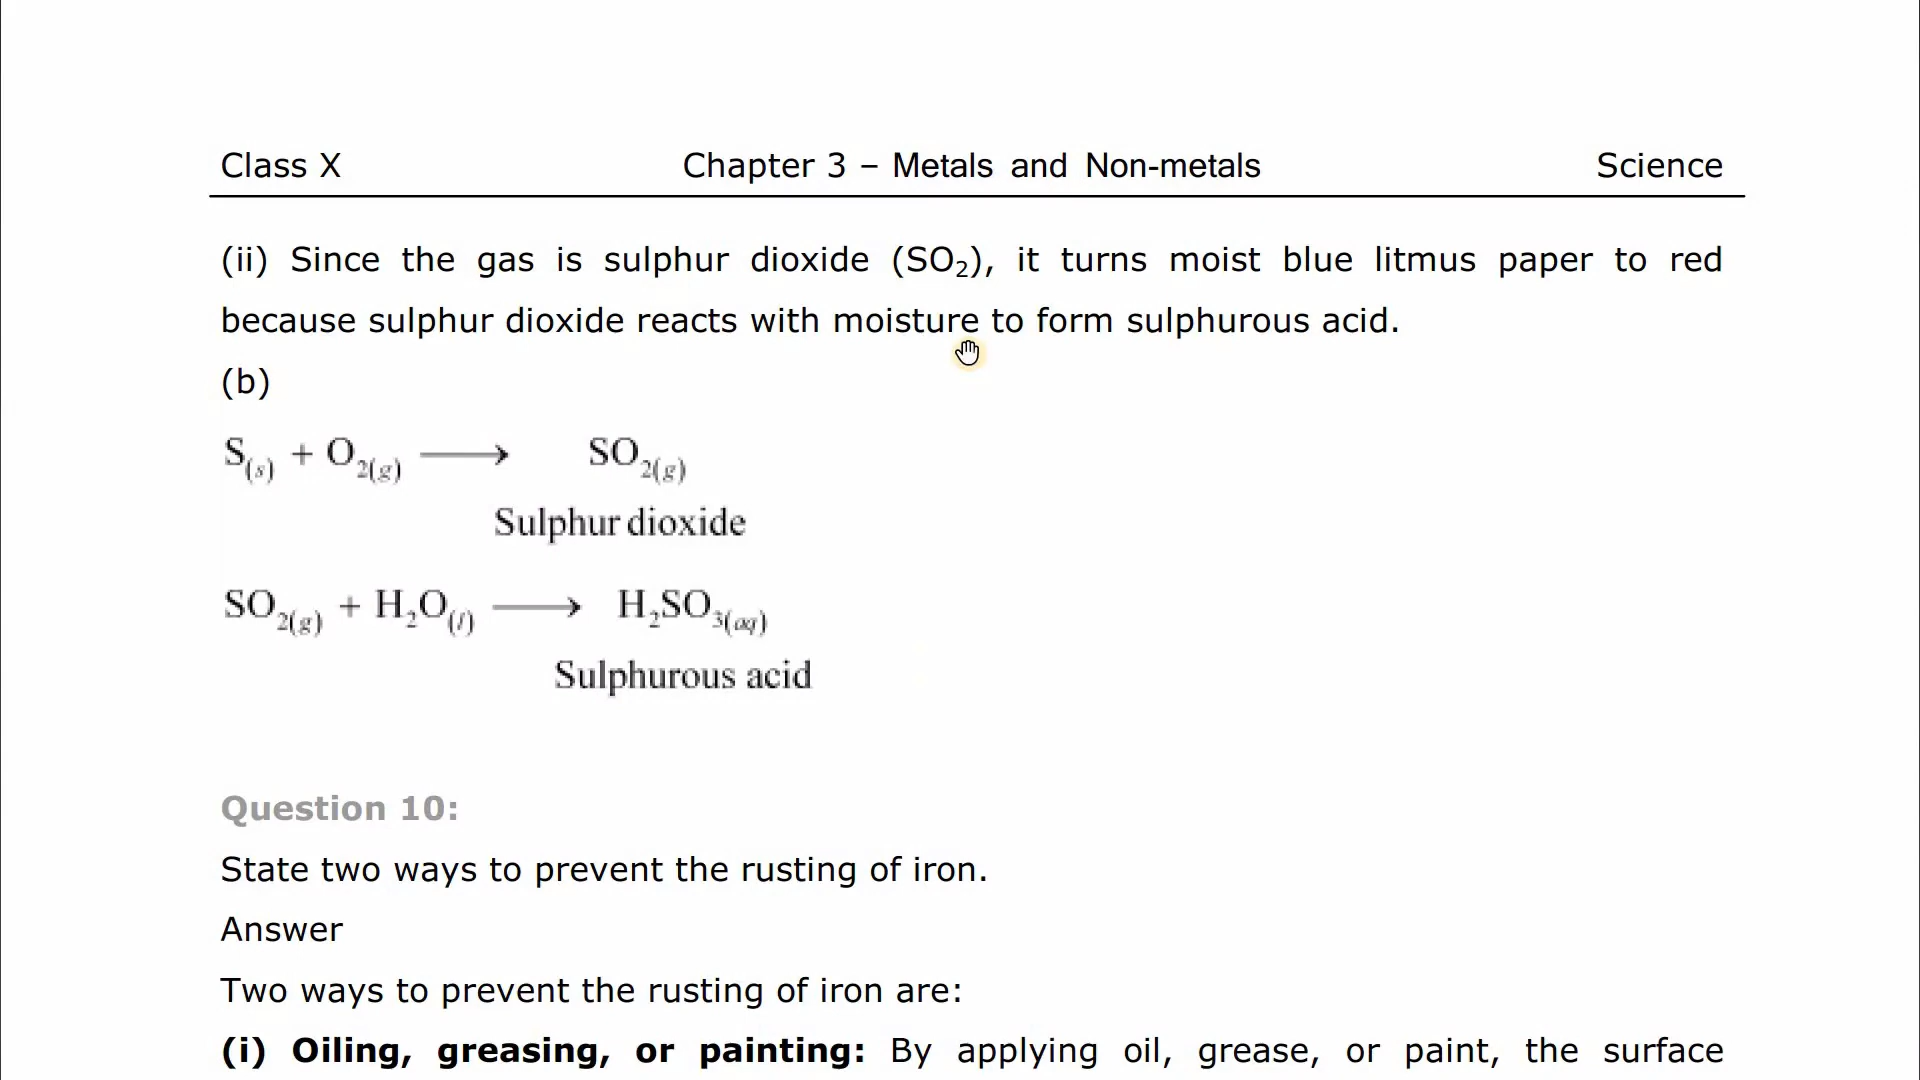 Class X Chapter 3 – Metals and Non-metals Science
(ii) Since the gas is sulphur dioxide (SO₂), it turns moist blue litmus paper to red
because sulphur dioxide reacts with moisture to form sulphurous acid.
(b)
S(s) + O₂(g) ⟶ SO₂(g)
Sulphur dioxide
SO₂(g) + H₂O(l) ⟶ H₂SO₃(aq)
Sulphurous acid
Question 10:
State two ways to prevent the rusting of iron.
Answer
Two ways to prevent the rusting of iron are:
(i) Oiling, greasing, or painting: By applying oil, grease, or paint, the surface